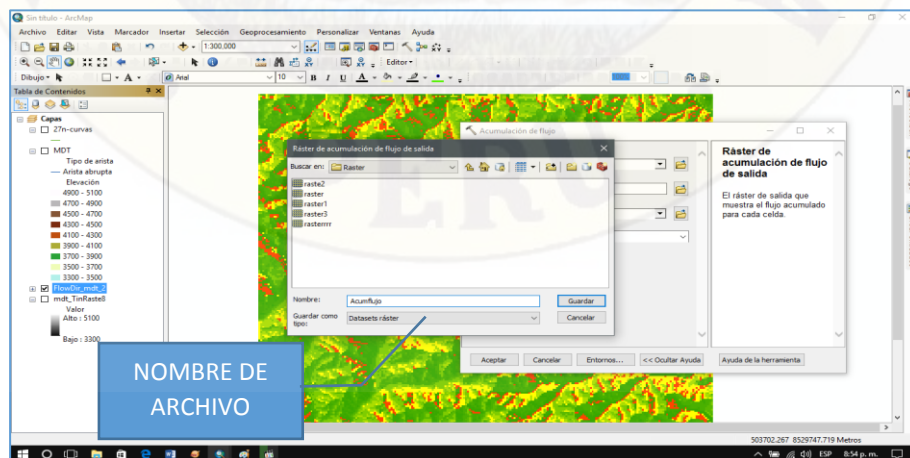 Sin título - ArcMap
Archivo Editar Vista Marcador Insertar Selección Geoprocesamiento Personalizar Ventanas Ayuda
1:300,000
Editor
Dibujo
A
Arial
10
N K U A
Tabla de Contenidos
Capas
27n-curvas
MDT
Tipo de arista
Arista abrupta
Elevación
4900 - 5100
4700 - 4900
4500 - 4700
4300 - 4500
4100 - 4300
3900 - 4100
3700 - 3900
3500 - 3700
3300 - 3500
FlowDir_mdt_2
mdt_TinRaste8
Valor
Alto : 5100
Bajo : 3300
Acumulación de flujo
Ráster de acumulación de flujo de salida
Buscar en: Raster
raste2
raster
raster1
raster3
rasterrrr
Nombre: Acumflujo
Guardar
Guardar como tipo: Datasets ráster
Cancelar
Ráster de
acumulación de flujo
de salida
El ráster de salida que
muestra el flujo acumulado
para cada celda.
Aceptar Cancelar Entornos... << Ocultar Ayuda Ayuda de la herramienta
NOMBRE DE
ARCHIVO
PERU
503702.267 8529747.719 Metros
ESP 8:54 p. m.